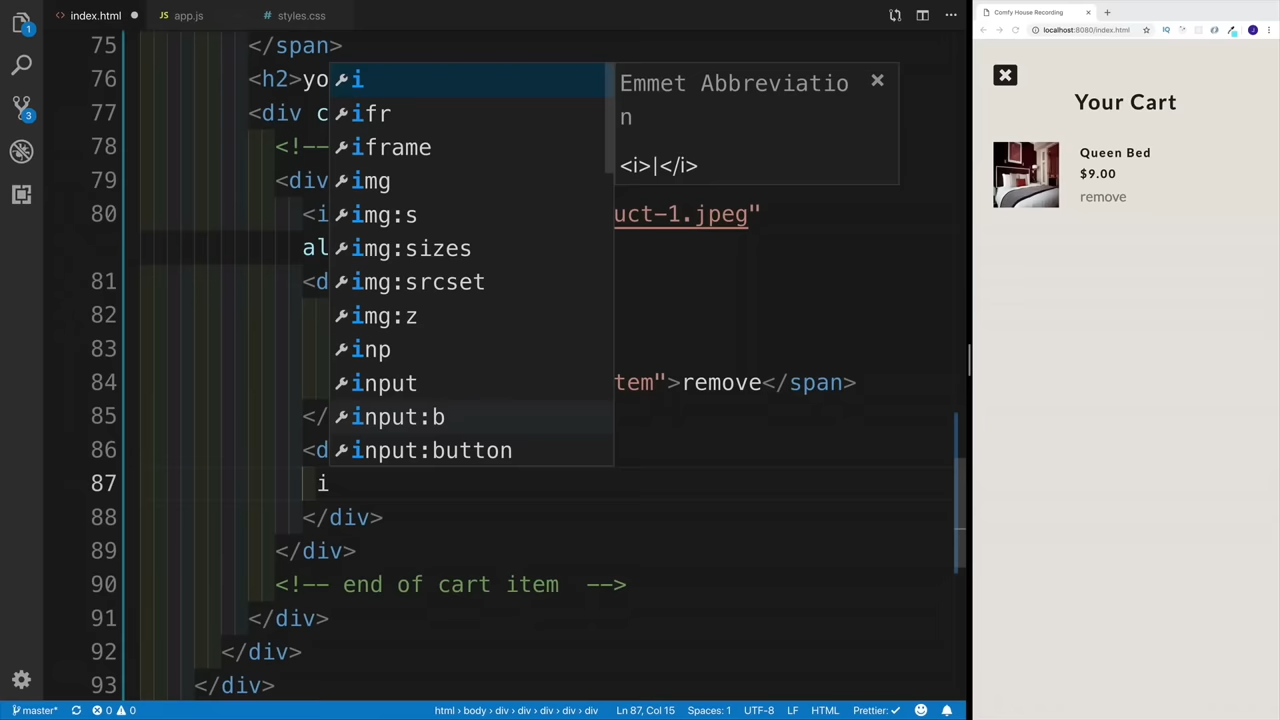 index.html
app.js
styles.css
Comfy House Recording
localhost:8080/index.html
75 </span>
76 <h2>yo
77 <div c
78 <!--
79 <div
80 <i uct-1.jpeg"
al
81 <d
82
83
84 tem">remove</span>
85 </
86 <d
87 i
88 </div>
89 </div>
90 <!-- end of cart item -->
91 </div>
92 </div>
93 </div>
i
ifr
iframe
img
img:s
img:sizes
img:srcset
img:z
inp
input
input:b
input:button
Emmet Abbreviatio
n
<i>|</i>
Your Cart
Queen Bed
$9.00
remove
1
3
master*
0 0
html › body › div › div › div › div › div
Ln 87, Col 15
Spaces: 1
UTF-8
LF
HTML
Prettier: ✓
IQ
J